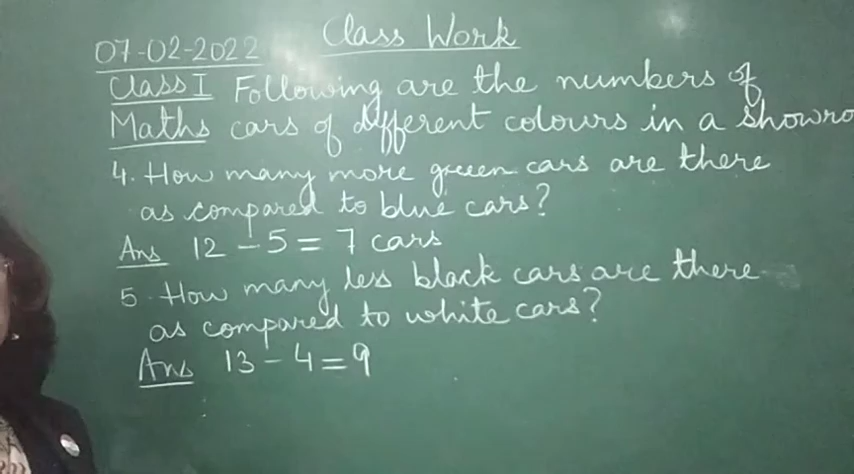 Class Work
07-02-2022
Class I Following are the numbers of
Maths cars of different colours in a showro
4. How many more green cars are there
as compared to blue cars?
Ans 12 - 5 = 7 cars
5. How many less black cars are there
as compared to white cars?
Ans 13 - 4 = 9